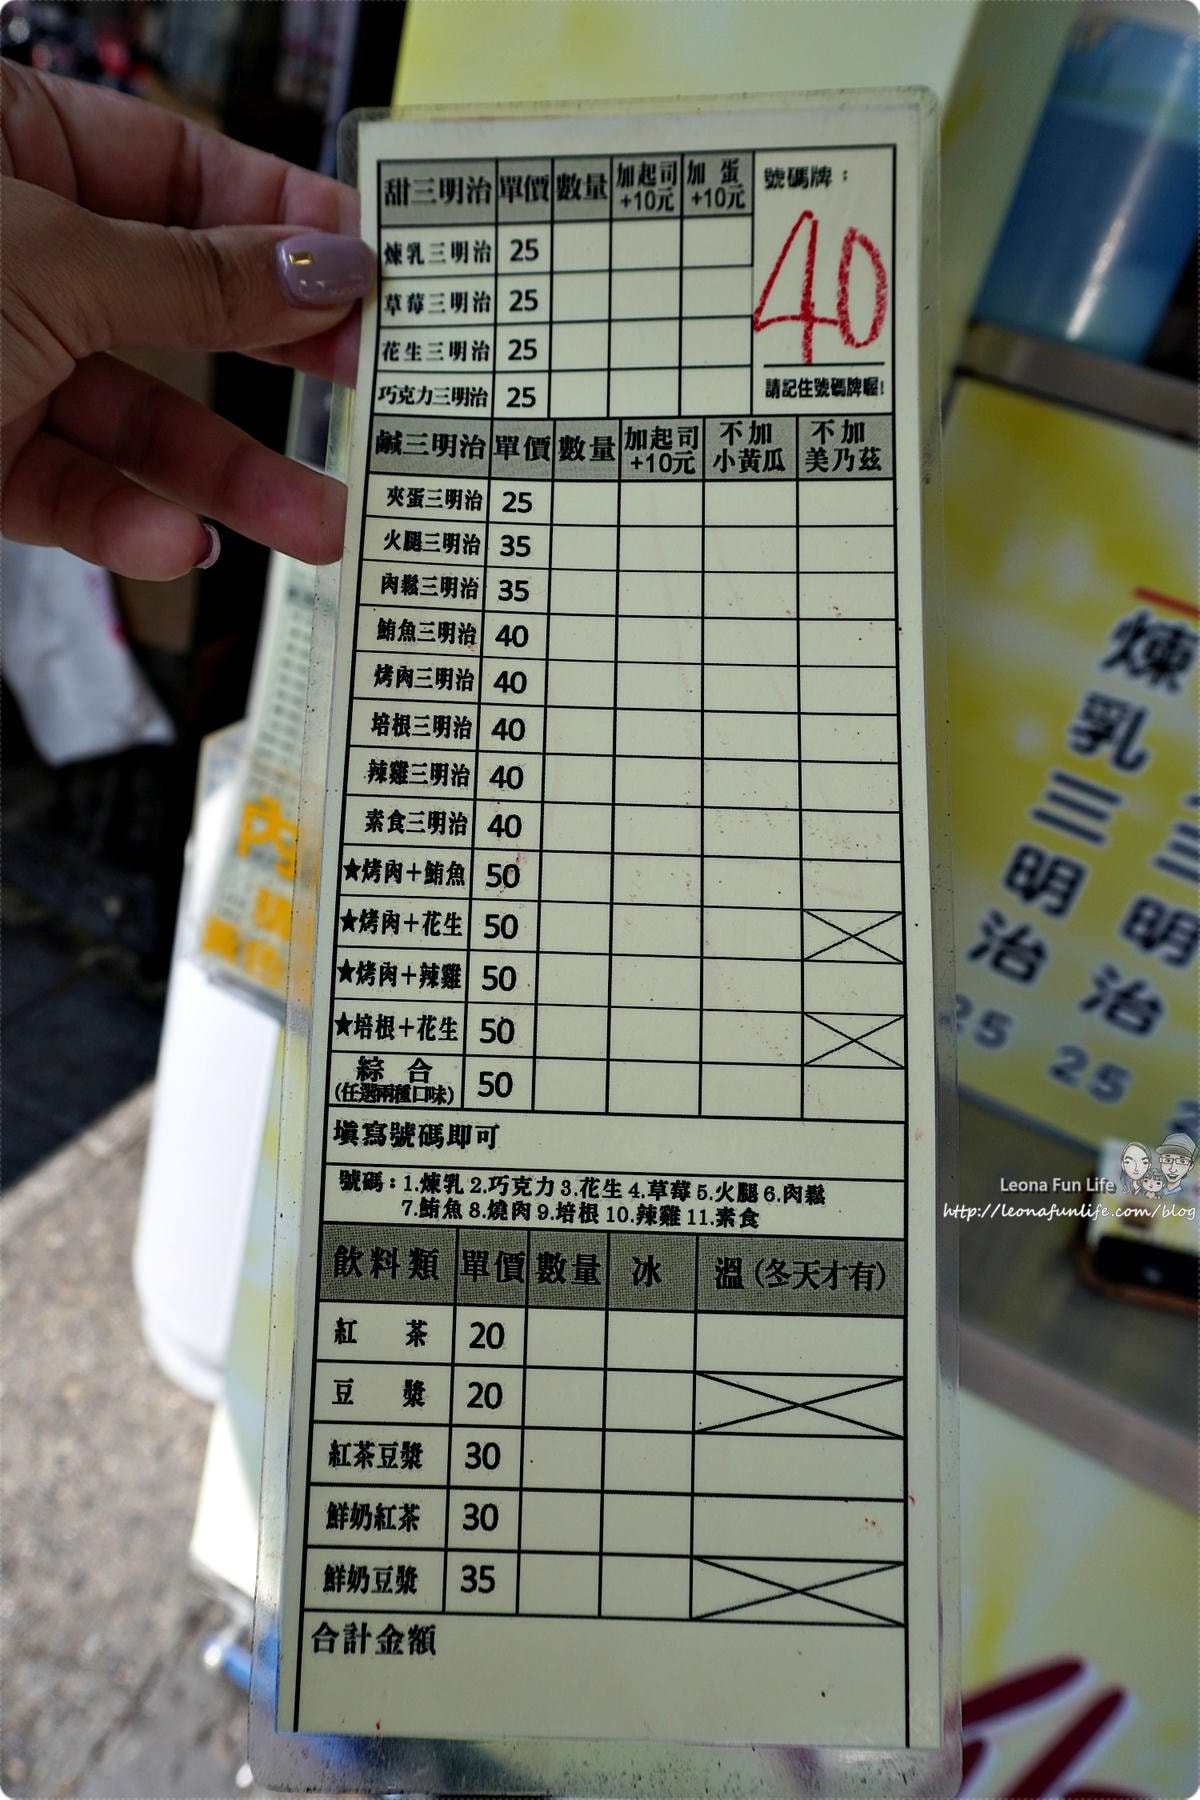 甜三明治 單價 數量 加起司+10元 加蛋+10元 號碼牌：
40
請記住號碼牌喔!
煉乳三明治 25
草莓三明治 25
花生三明治 25
巧克力三明治 25
鹹三明治 單價 數量 加起司+10元 不加小黃瓜 不加美乃茲
夾蛋三明治 25
火腿三明治 35
肉鬆三明治 35
鮪魚三明治 40
烤肉三明治 40
培根三明治 40
辣雞三明治 40
素食三明治 40
★烤肉+鮪魚 50
★烤肉+花生 50
★烤肉+辣雞 50
★培根+花生 50
綜合 50
(任選兩種口味)
填寫號碼即可
號碼：1.煉乳 2.巧克力 3.花生 4.草莓 5.火腿 6.肉鬆
7.鮪魚 8.燒肉 9.培根 10.辣雞 11.素食
飲料類 單價 數量 冰 溫(冬天才有)
紅茶 20
豆漿 20
紅茶豆漿 30
鮮奶紅茶 30
鮮奶豆漿 35
合計金額
煉乳三明治 25
三明治 25
Leona Fun Life
http://leonafunlife.com/blog